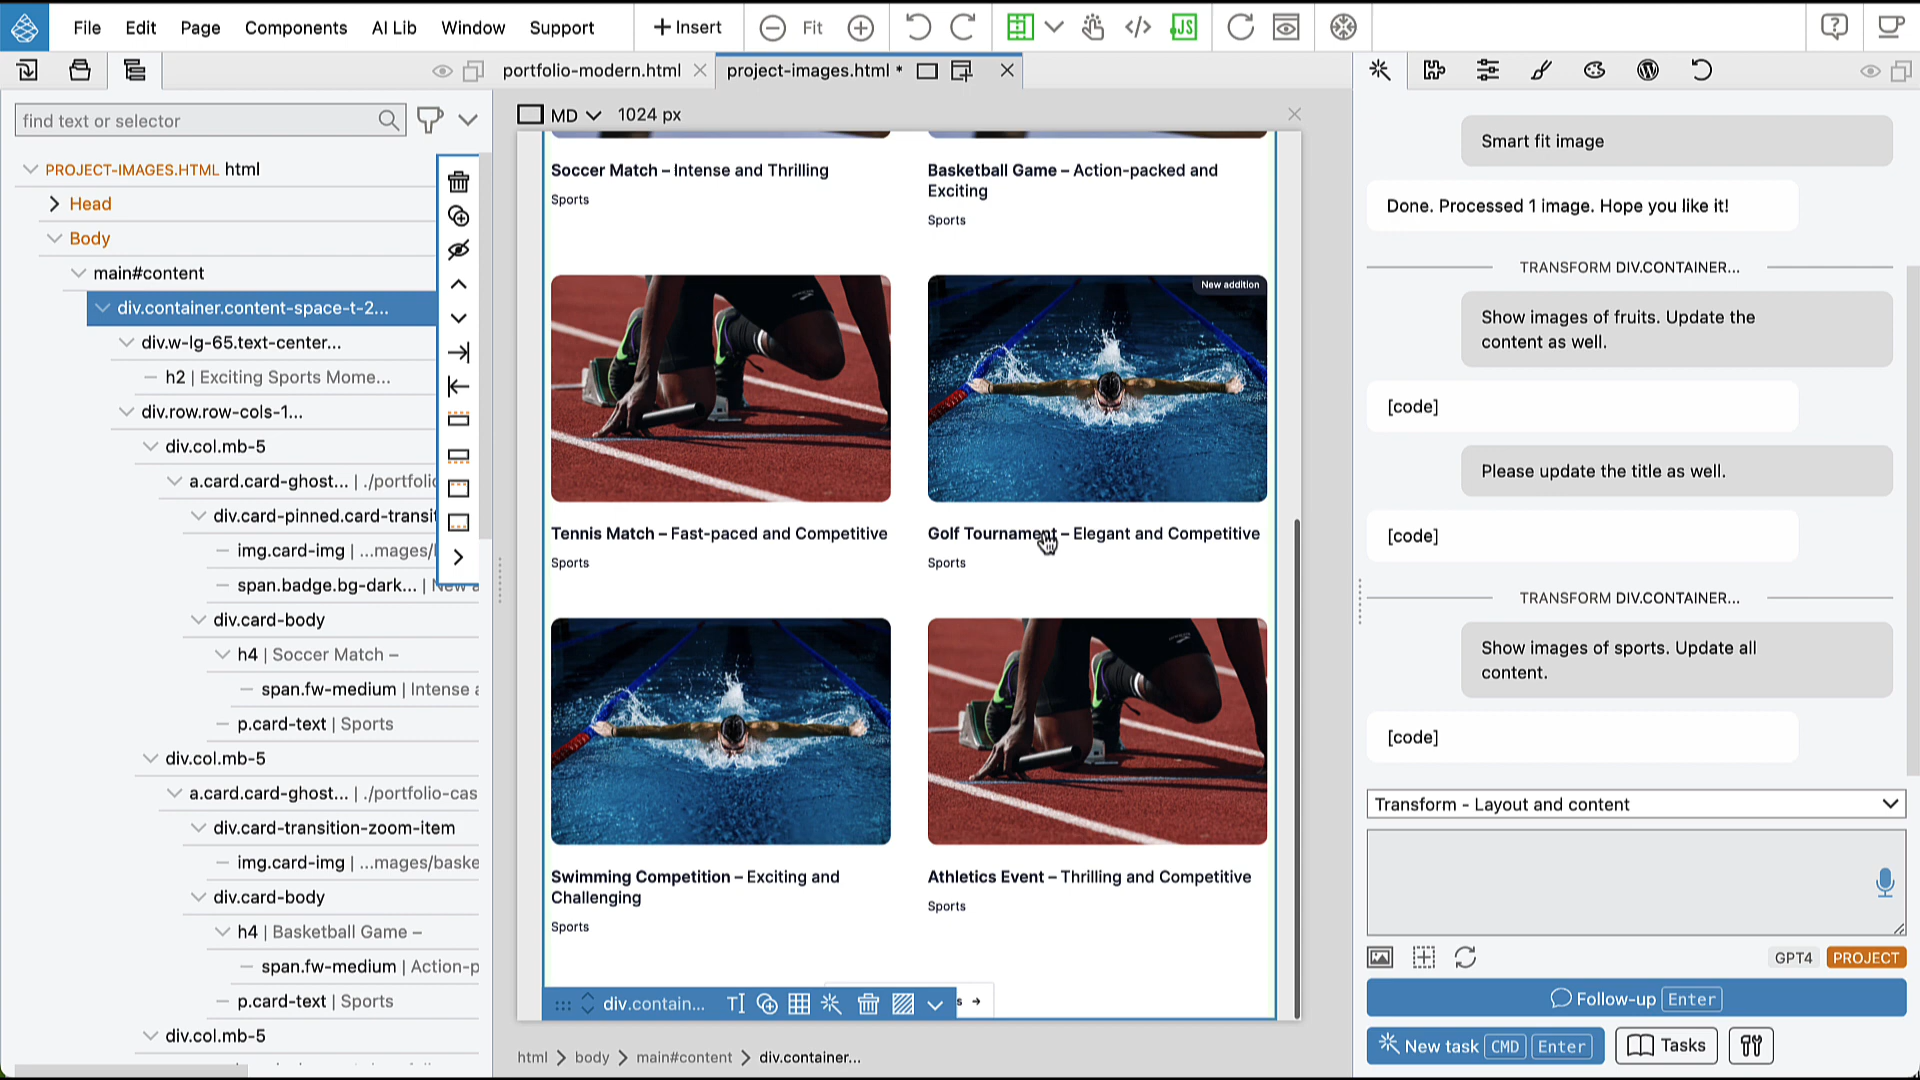 File Edit Page Components AI Lib Window Support
Insert
Fit
JS
portfolio-modern.html
project-images.html *
find text or selector
MD 1024 px
PROJECT-IMAGES.HTML html
Head
Body
main#content
div.container.content-space-t-2...
div.w-lg-65.text-center...
h2 | Exciting Sports Mome...
div.row.row-cols-1...
div.col.mb-5
a.card.card-ghost... | ./portfolio
div.card-pinned.card-transit
img.card-img | ...mages/
span.badge.bg-dark... | New a
div.card-body
h4 | Soccer Match –
span.fw-medium | Intense a
p.card-text | Sports
div.col.mb-5
a.card.card-ghost... | ./portfolio-cas
div.card-transition-zoom-item
img.card-img | ...mages/baske
div.card-body
h4 | Basketball Game –
span.fw-medium | Action-p
p.card-text | Sports
div.col.mb-5
Soccer Match – Intense and Thrilling
Sports
Basketball Game – Action-packed and
Exciting
Sports
New addition
Tennis Match – Fast-paced and Competitive
Sports
Golf Tournament – Elegant and Competitive
Sports
Swimming Competition – Exciting and
Challenging
Sports
Athletics Event – Thrilling and Competitive
Sports
div.contain...
s →
html > body > main#content > div.container...
Smart fit image
Done. Processed 1 image. Hope you like it!
TRANSFORM DIV.CONTAINER...
Show images of fruits. Update the
content as well.
[code]
Please update the title as well.
[code]
TRANSFORM DIV.CONTAINER...
Show images of sports. Update all
content.
[code]
Transform - Layout and content
GPT4 PROJECT
Follow-up Enter
New task CMD Enter
Tasks